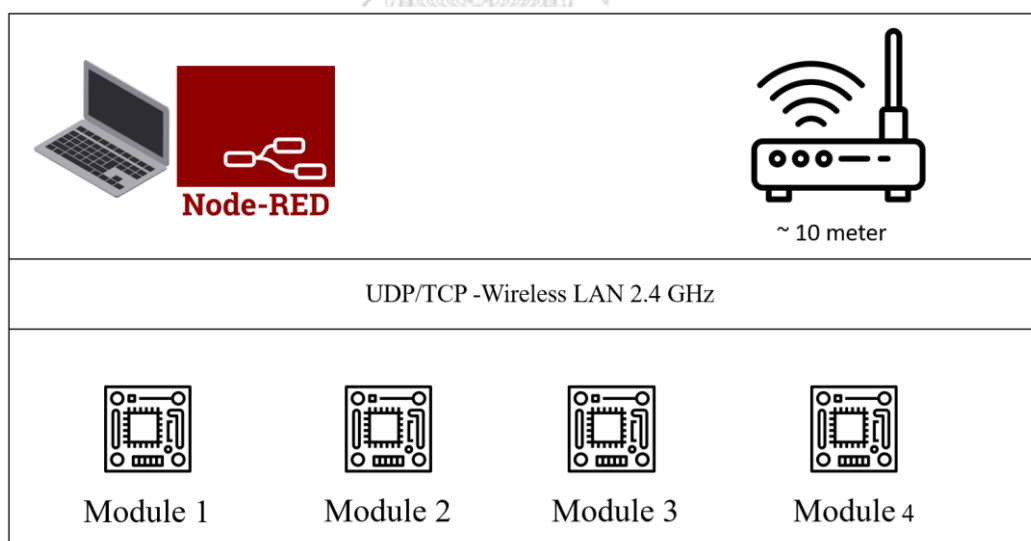 Node-RED
~ 10 meter
UDP/TCP -Wireless LAN 2.4 GHz
Module 1
Module 2
Module 3
Module 4